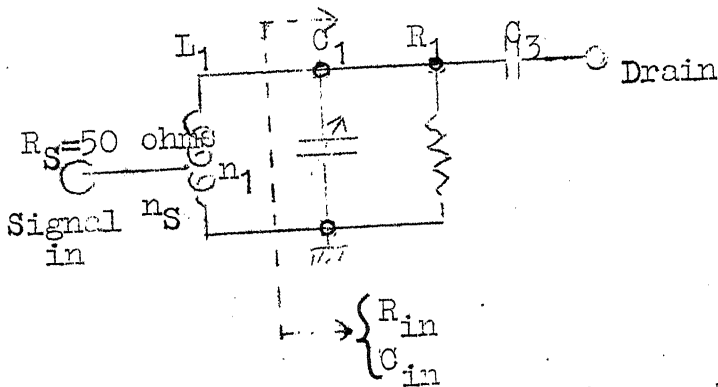 L1
C1
R1
C3
Drain
RS=50 ohms
n1
nS
Signal
in
Rin
Cin